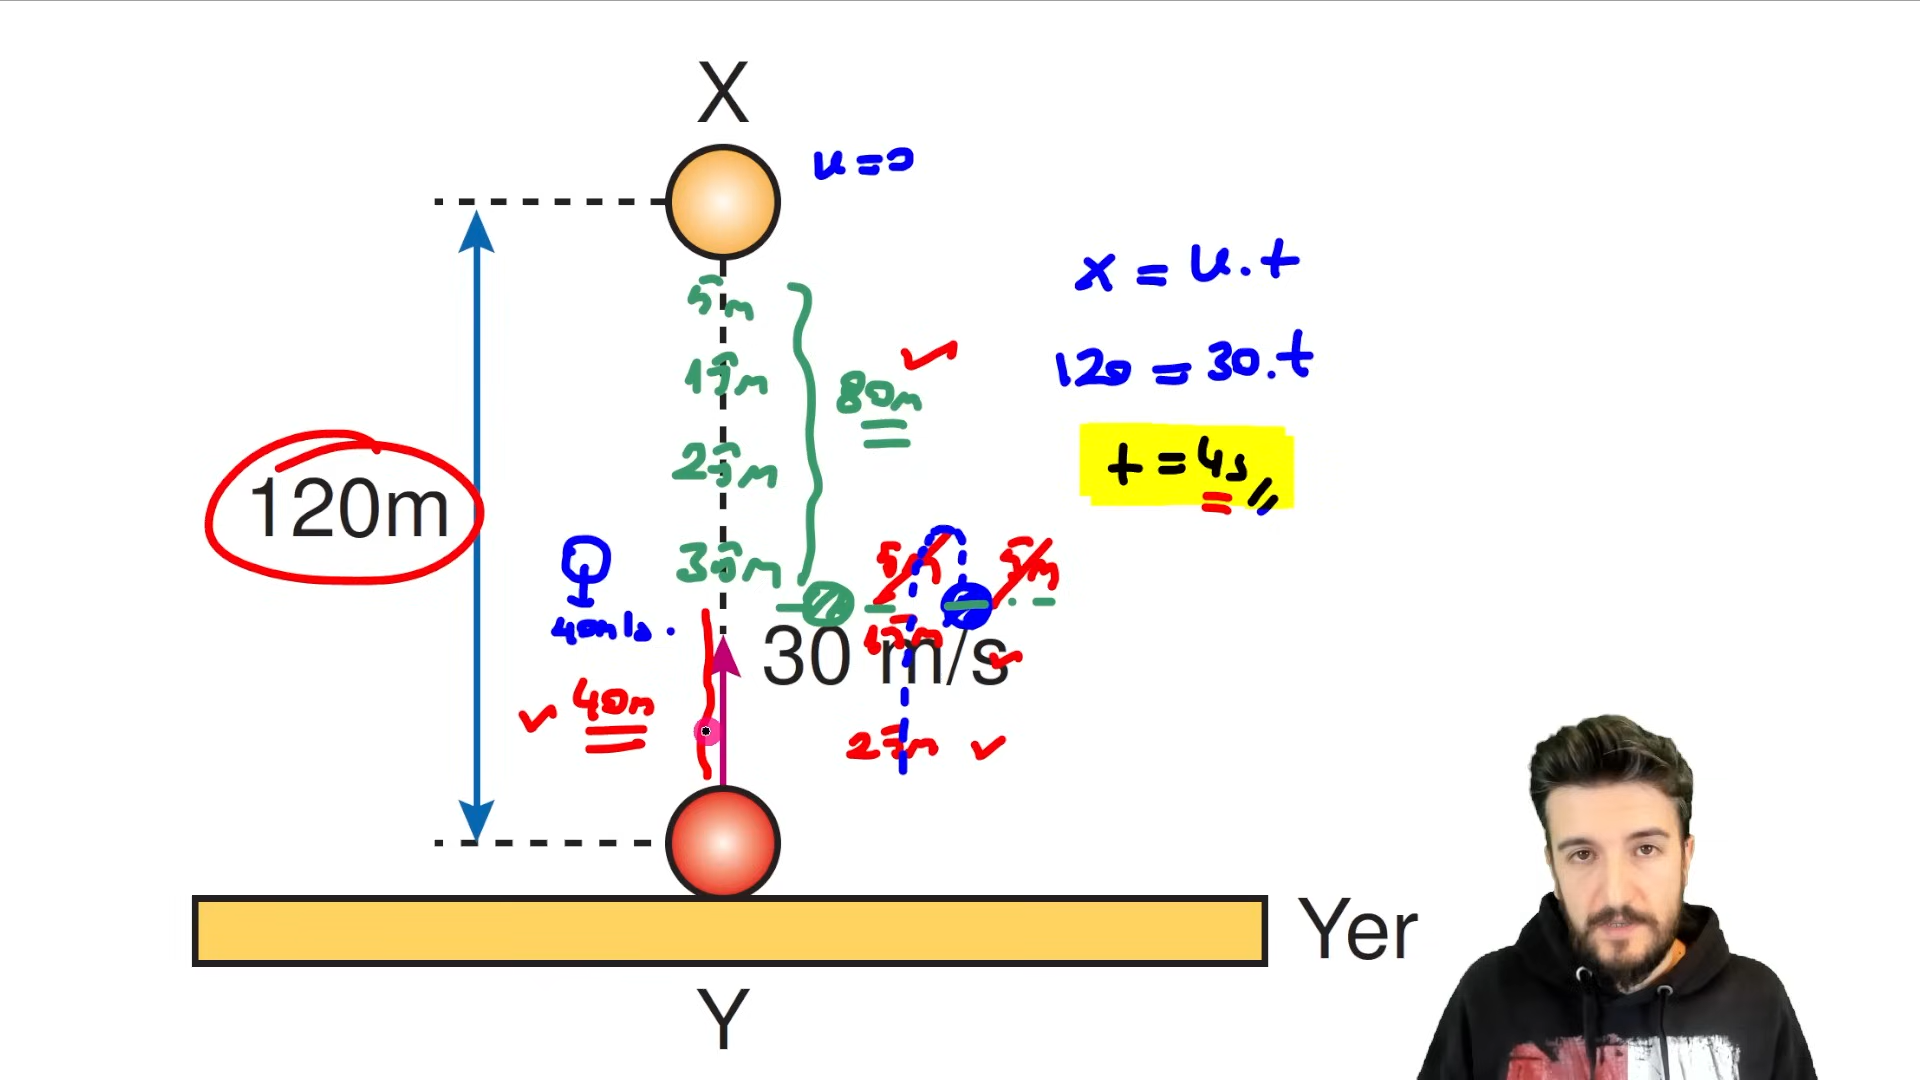 X
υ=0
x = υ.t
5m
15m
80m
120 = 30.t
25m
t = 4s
120m
35m
5m
5m
40m/s.
15m
30 m/s
40m
25m
Yer
Y